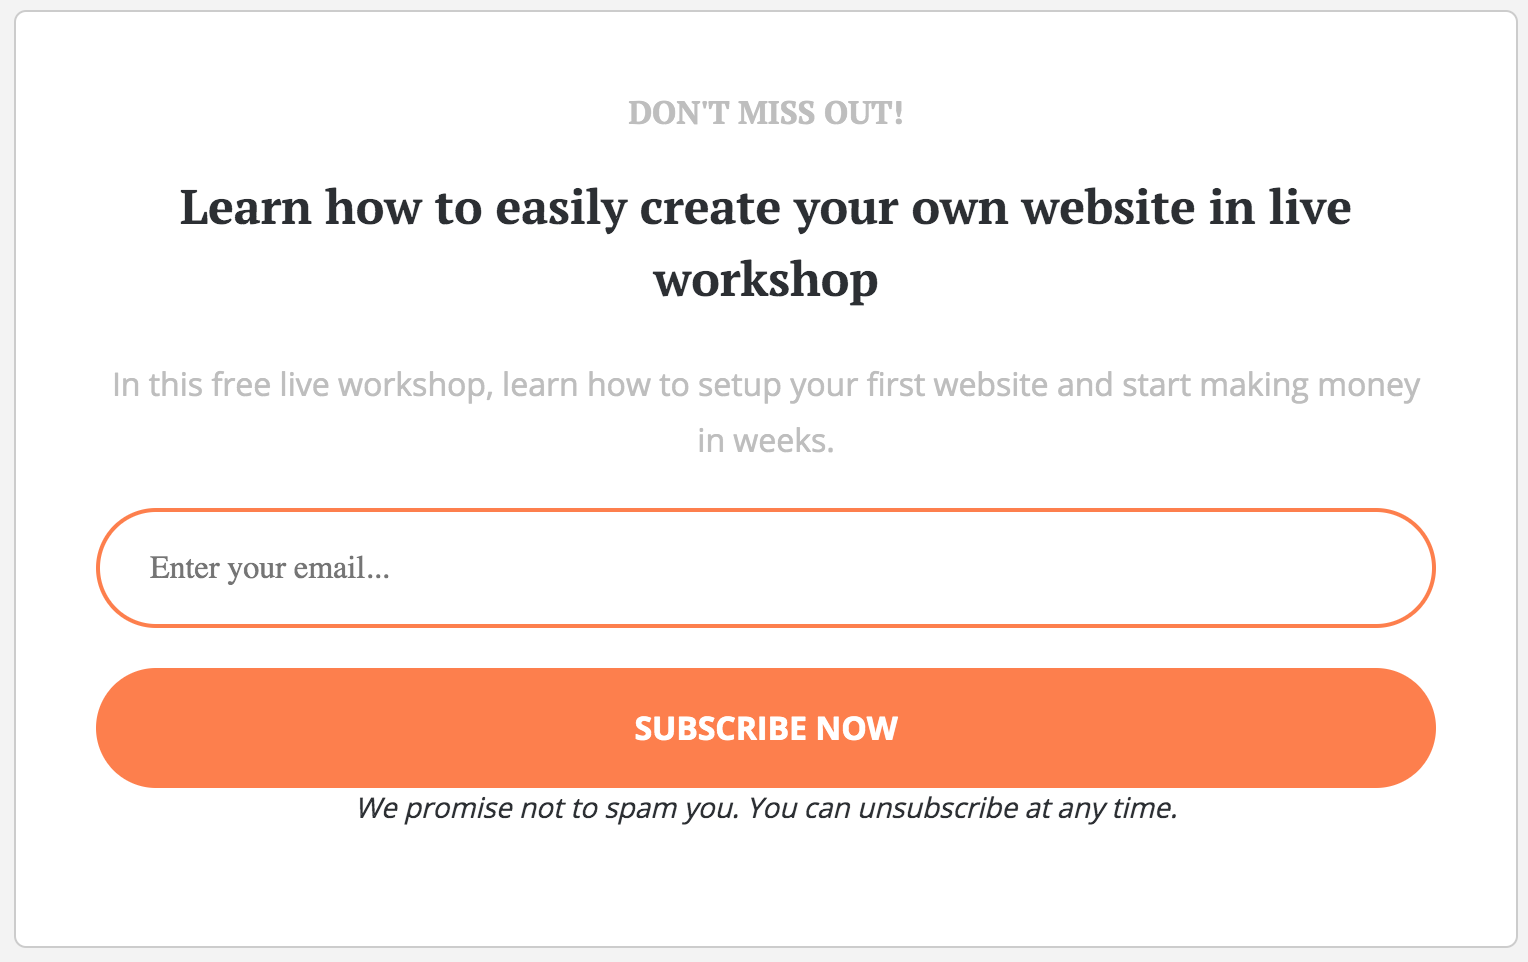 DON'T MISS OUT!
Learn how to easily create your own website in live
workshop
In this free live workshop, learn how to setup your first website and start making money
in weeks.
Enter your email...
SUBSCRIBE NOW
We promise not to spam you. You can unsubscribe at any time.